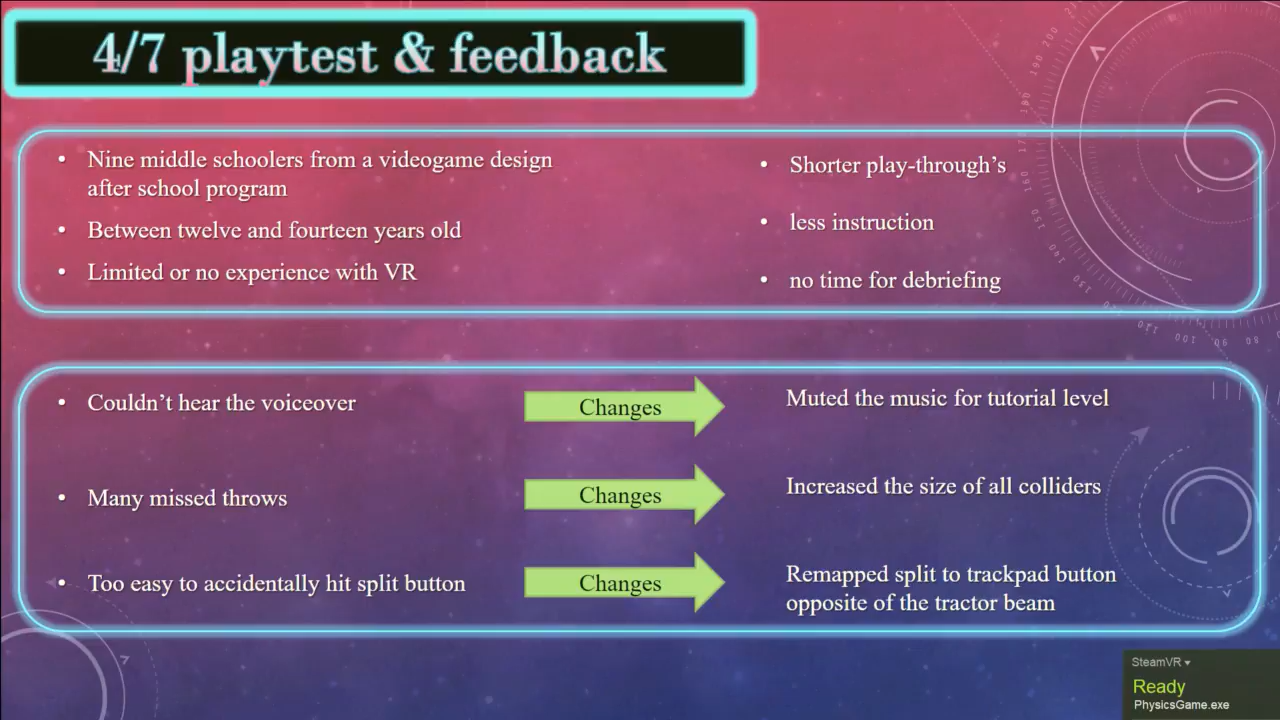 4/7 playtest & feedback
• Nine middle schoolers from a videogame design
after school program
• Between twelve and fourteen years old
• Limited or no experience with VR
• Shorter play-through’s
• less instruction
• no time for debriefing
• Couldn’t hear the voiceover
Changes
Muted the music for tutorial level
• Many missed throws
Changes
Increased the size of all colliders
• Too easy to accidentally hit split button
Changes
Remapped split to trackpad button
opposite of the tractor beam
SteamVR ▾
Ready
PhysicsGame.exe